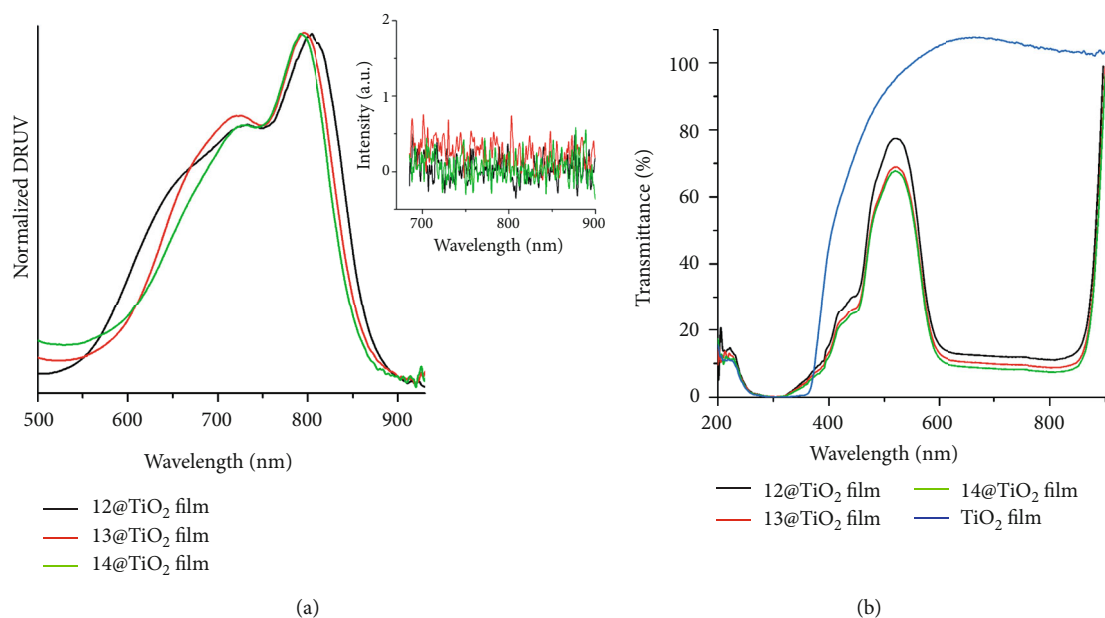 Normalized DRUV
500
600
700
800
900
Wavelength (nm)
2
1
0
Intensity (a.u.)
700
800
900
Wavelength (nm)
12@TiO₂ film
13@TiO₂ film
14@TiO₂ film
(a)
100
80
60
40
20
0
Transmittance (%)
200
400
600
800
Wavelength (nm)
12@TiO₂ film
13@TiO₂ film
14@TiO₂ film
TiO₂ film
(b)